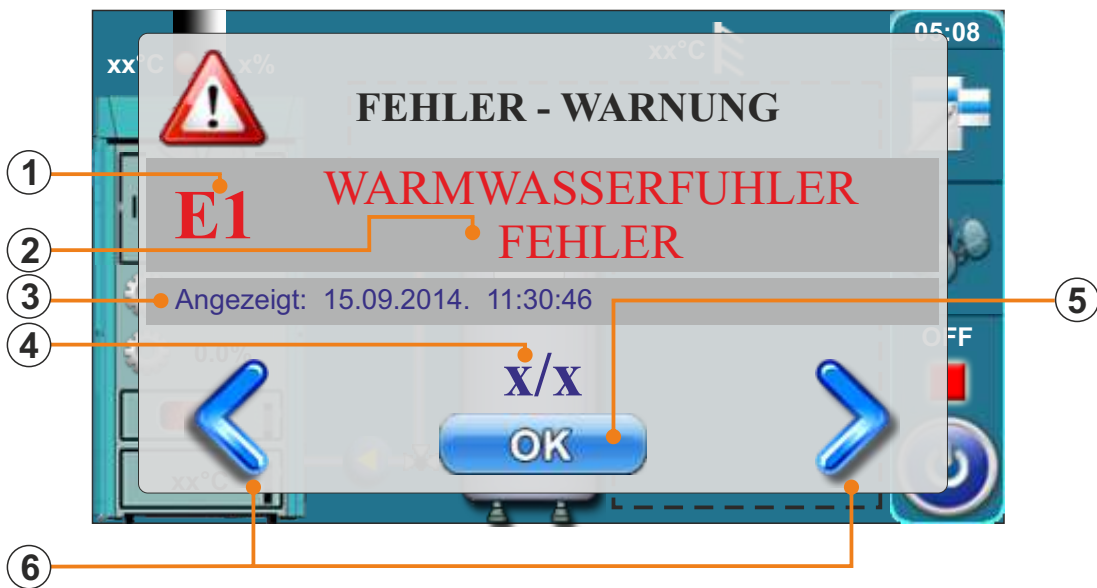 05:08
xx°C x% xx°C
FEHLER - WARNUNG
1
E1 WARMWASSERFUHLER
FEHLER
2
3
Angezeigt: 15.09.2014. 11:30:46
5
4
0.0%
x/x
OFF
OK
xx°C
6